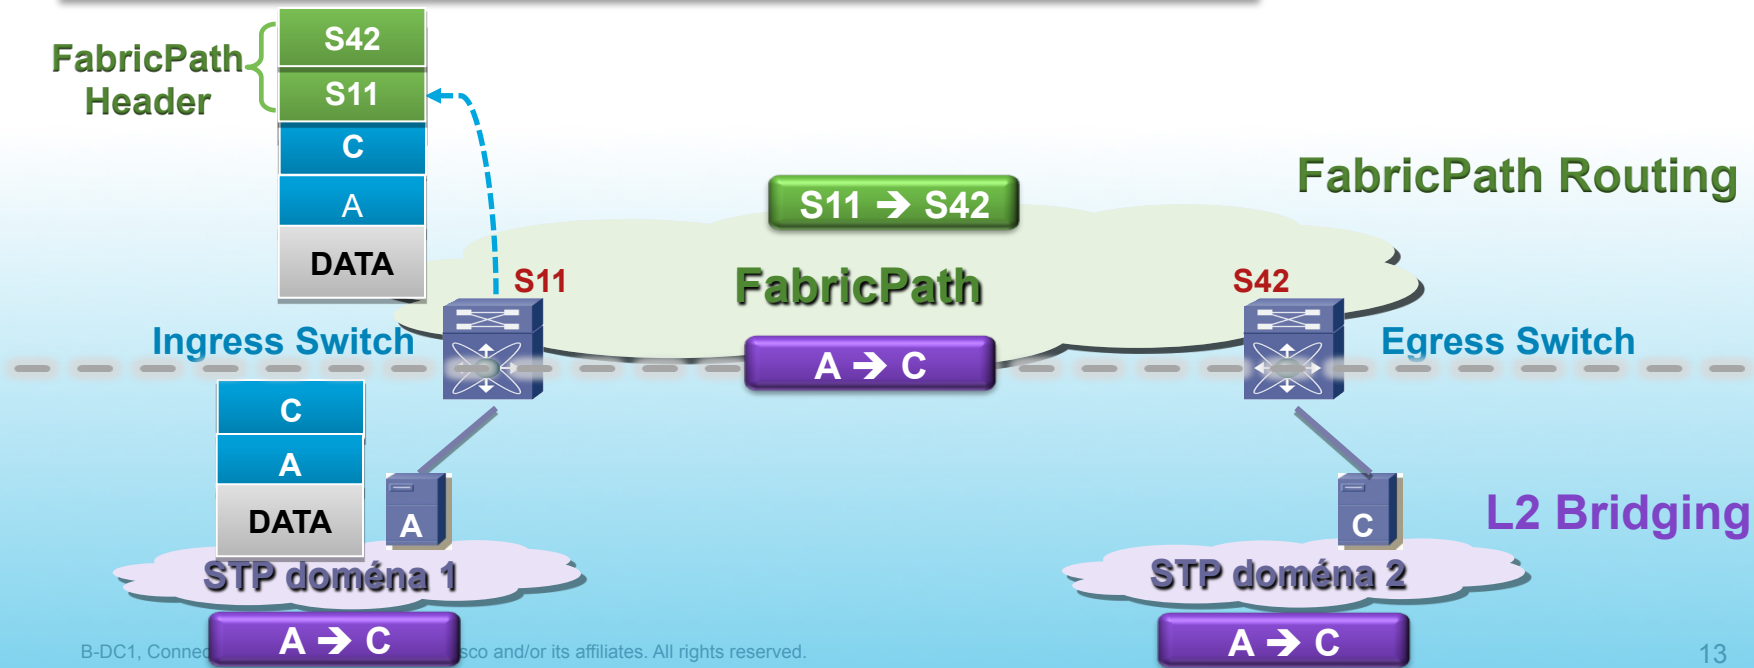 S42
FabricPath
Header
S11
C
A
DATA
FabricPath Routing
S11 → S42
S11
FabricPath
S42
Ingress Switch
Egress Switch
A → C
C
A
DATA
A
C
L2 Bridging
STP doména 1
STP doména 2
A → C
A → C
B-DC1, sco and/or its affiliates. All rights reserved.
13